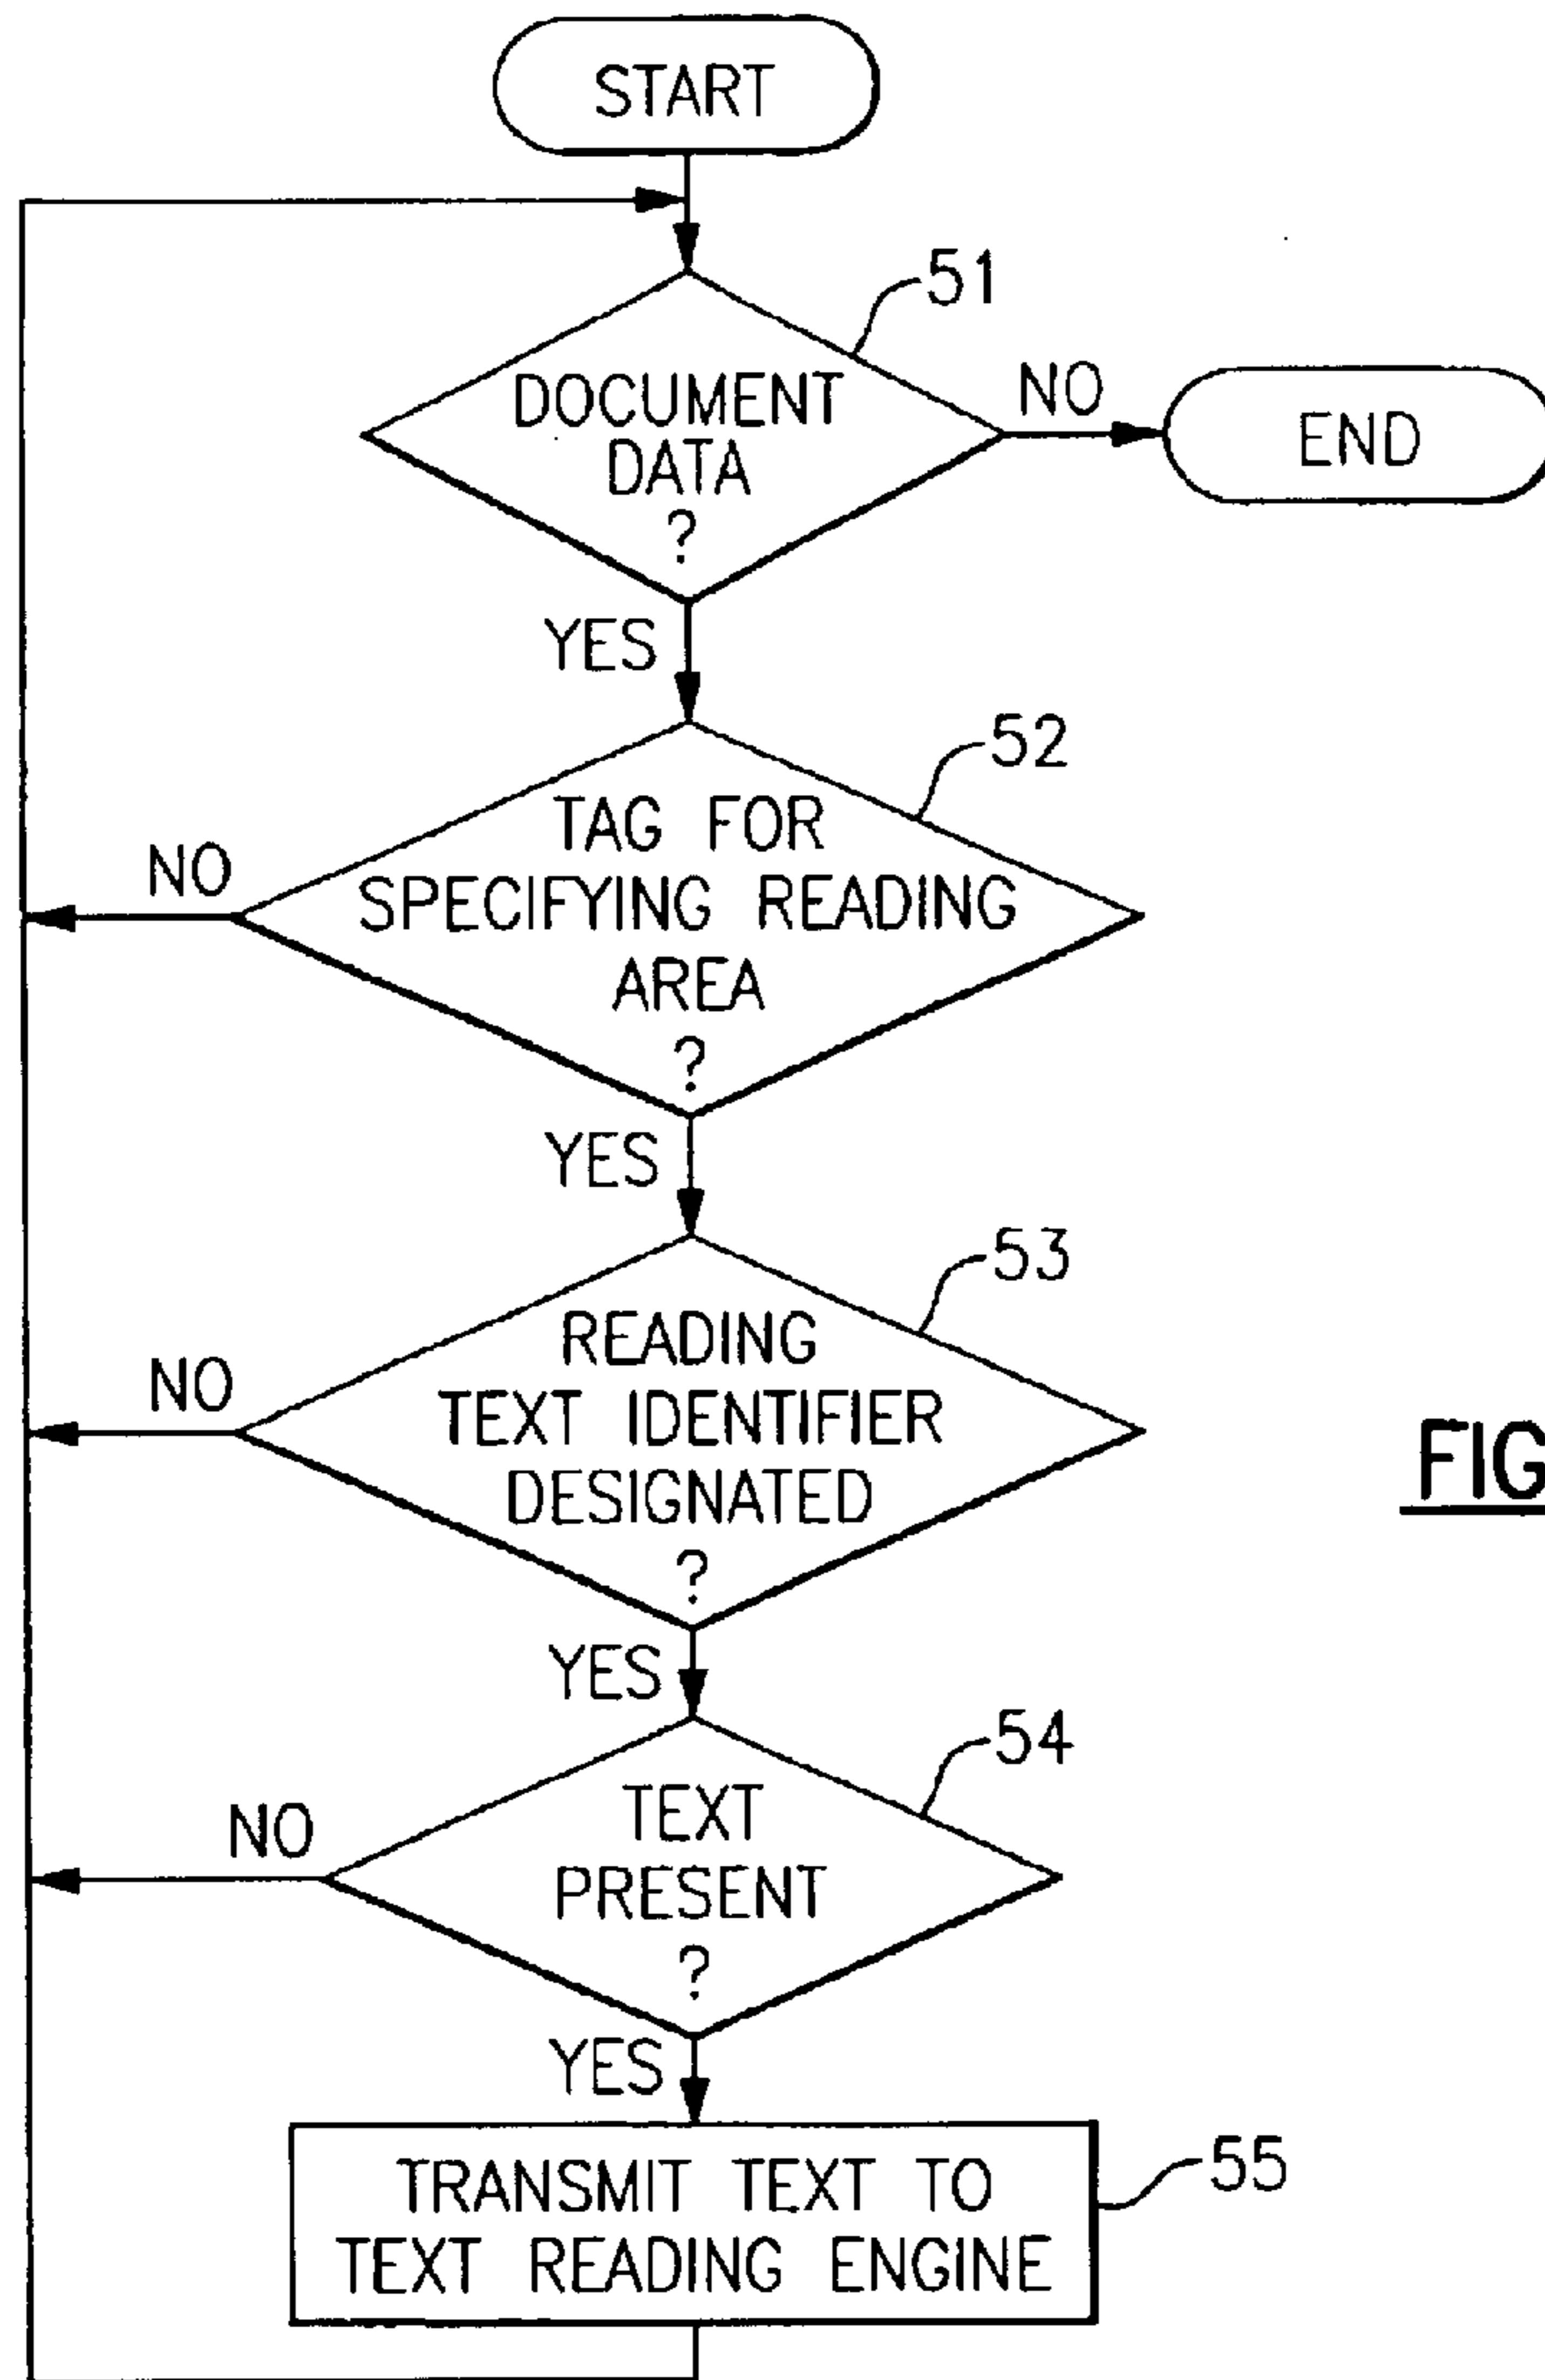 START
51
DOCUMENT
DATA
?
NO
END
YES
52
TAG FOR
SPECIFYING READING
AREA
?
NO
YES
53
READING
TEXT IDENTIFIER
DESIGNATED
?
NO
FIG
YES
54
TEXT
PRESENT
?
NO
YES
TRANSMIT TEXT TO
TEXT READING ENGINE
55